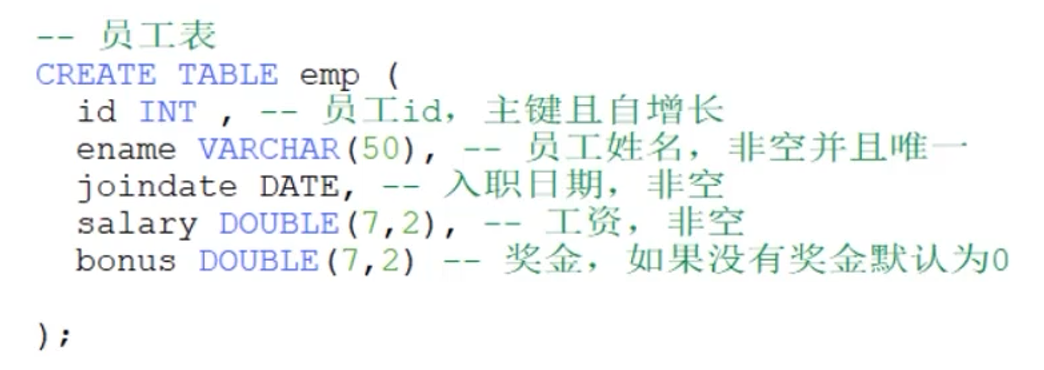 -- 员工表
CREATE TABLE emp (
id INT , -- 员工id，主键且自增长
ename VARCHAR(50), -- 员工姓名，非空并且唯一
joindate DATE, -- 入职日期，非空
salary DOUBLE(7,2), -- 工资，非空
bonus DOUBLE(7,2) -- 奖金，如果没有奖金默认为0
);